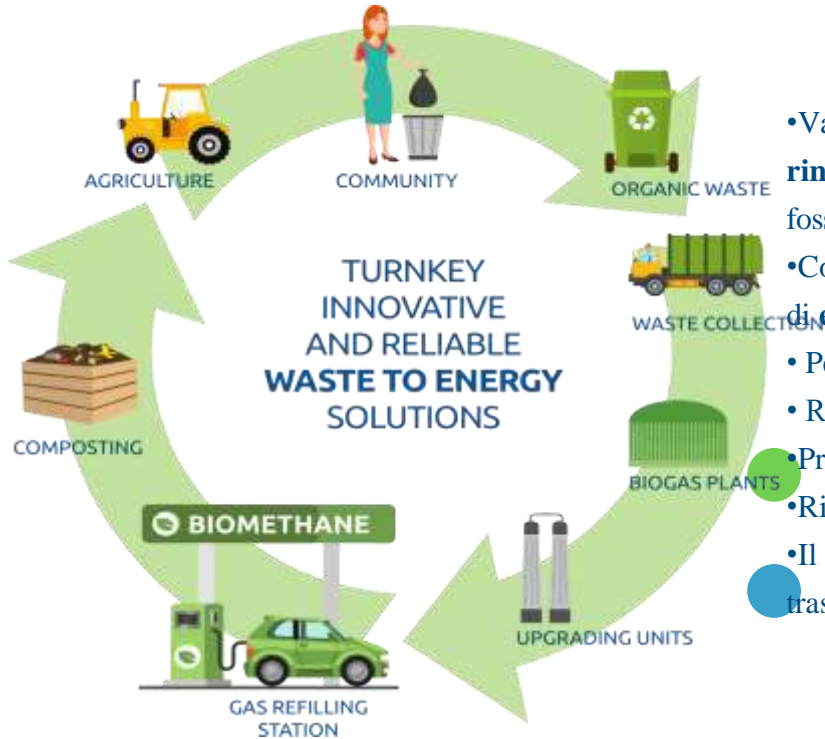 AGRICULTURE
COMMUNITY
ORGANIC WASTE
WASTE COLLECTION
BIOGAS PLANTS
UPGRADING UNITS
GAS REFILLING
STATION
BIOMETHANE
COMPOSTING
TURNKEY
INNOVATIVE
AND RELIABLE
WASTE TO ENERGY
SOLUTIONS
•Va
rin
foss
•Co
di e
• Pe
• R
•Pr
•Ri
•Il
tras